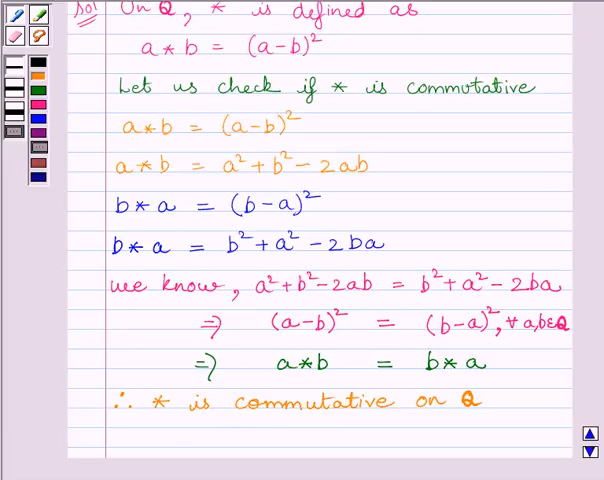 Sol On Q, * is defined as
a * b = (a-b)²
Let us check if * is commutative
a * b = (a-b)²
a * b = a² + b² - 2ab
b * a = (b-a)²
b * a = b² + a² - 2ba
we know, a² + b² - 2ab = b² + a² - 2ba
⇒ (a-b)² = (b-a)², ∀ a,b ∈ Q
⇒ a * b = b * a
∴ * is commutative on Q